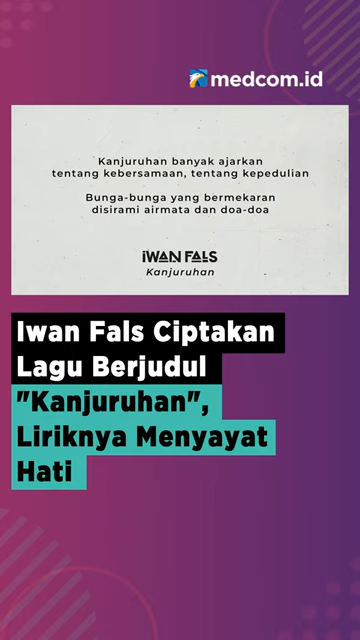 medcom.id
Kanjuruhan banyak ajarkan
tentang kebersamaan, tentang kepedulian
Bunga-bunga yang bermekaran
disirami airmata dan doa-doa
iWAN FALS
Kanjuruhan
Iwan Fals Ciptakan
Lagu Berjudul
"Kanjuruhan",
Liriknya Menyayat
Hati